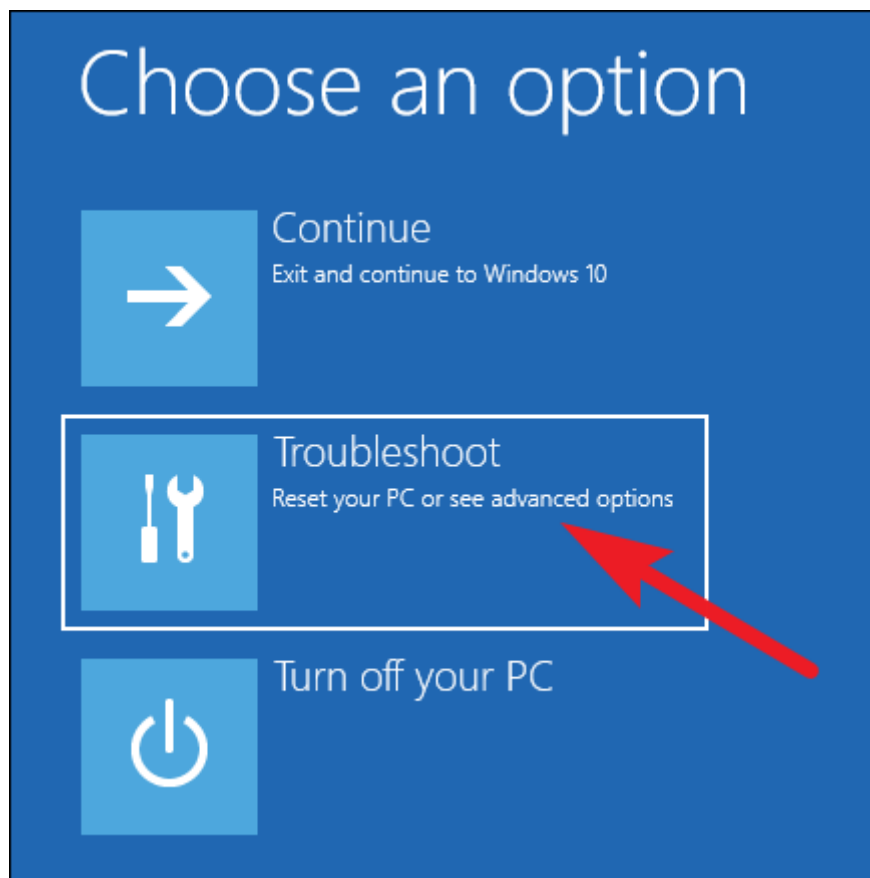 Choose an option
Continue
Exit and continue to Windows 10
Troubleshoot
Reset your PC or see advanced options
Turn off your PC